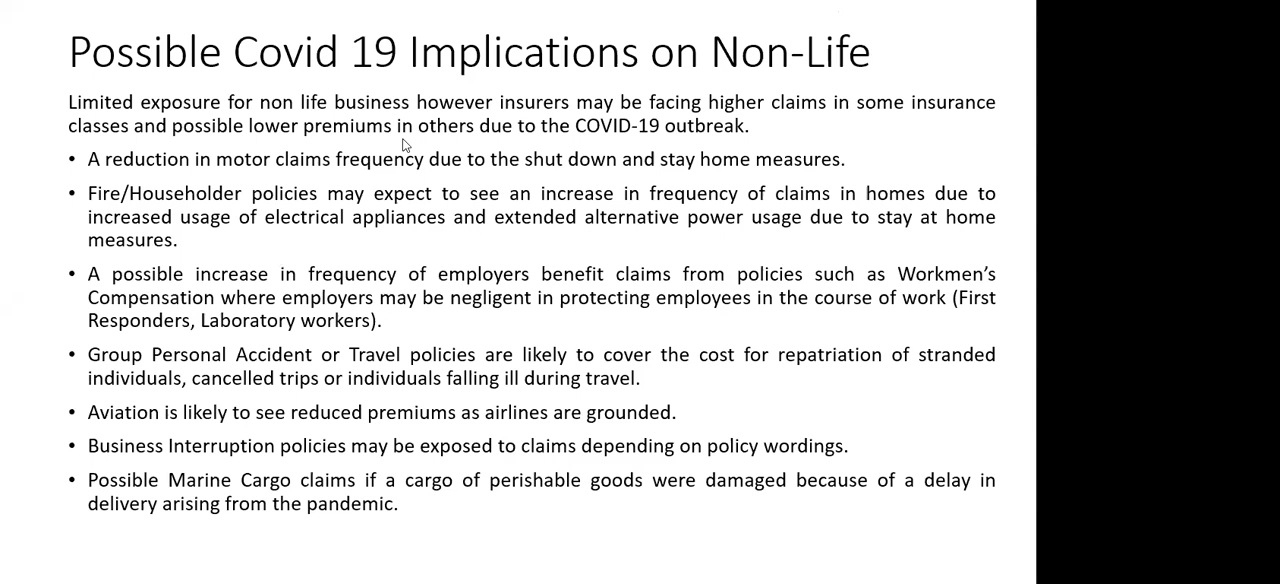 Possible Covid 19 Implications on Non-Life
Limited exposure for non life business however insurers may be facing higher claims in some insurance
classes and possible lower premiums in others due to the COVID-19 outbreak.
• A reduction in motor claims frequency due to the shut down and stay home measures.
• Fire/Householder policies may expect to see an increase in frequency of claims in homes due to
increased usage of electrical appliances and extended alternative power usage due to stay at home
measures.
• A possible increase in frequency of employers benefit claims from policies such as Workmen’s
Compensation where employers may be negligent in protecting employees in the course of work (First
Responders, Laboratory workers).
• Group Personal Accident or Travel policies are likely to cover the cost for repatriation of stranded
individuals, cancelled trips or individuals falling ill during travel.
• Aviation is likely to see reduced premiums as airlines are grounded.
• Business Interruption policies may be exposed to claims depending on policy wordings.
• Possible Marine Cargo claims if a cargo of perishable goods were damaged because of a delay in
delivery arising from the pandemic.